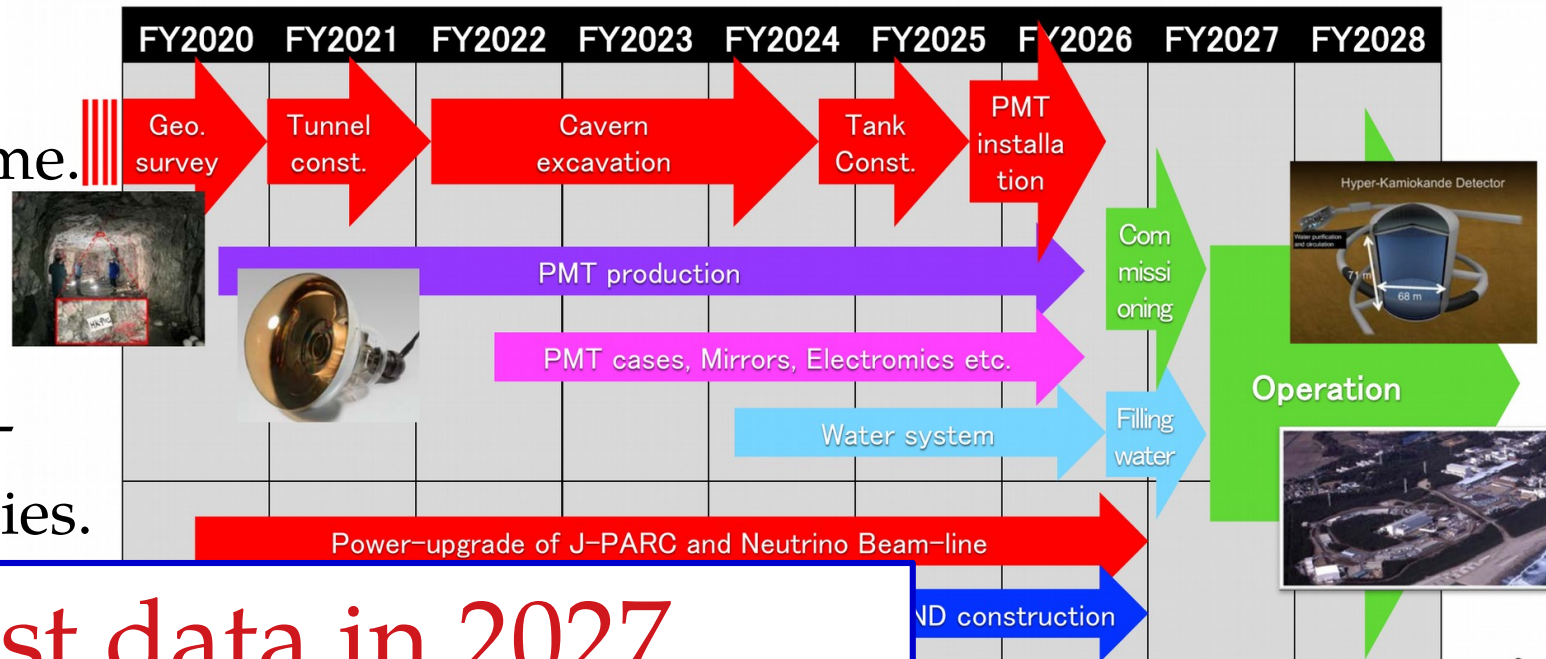 FY2020 FY2021 FY2022 FY2023 FY2024 FY2025 FY2026 FY2027 FY2028
me.
Geo.
survey
Tunnel
const.
Cavern
excavation
Tank
Const.
PMT
installa
tion
Com
missi
oning
Hyper-Kamiokande Detector
Water purification
and circulation
71 m
68 m
PMT production
PMT cases, Mirrors, Electromics etc.
Operation
Water system
Filling
water
ies.
Power-upgrade of J-PARC and Neutrino Beam-line
ND construction
st data in 2027